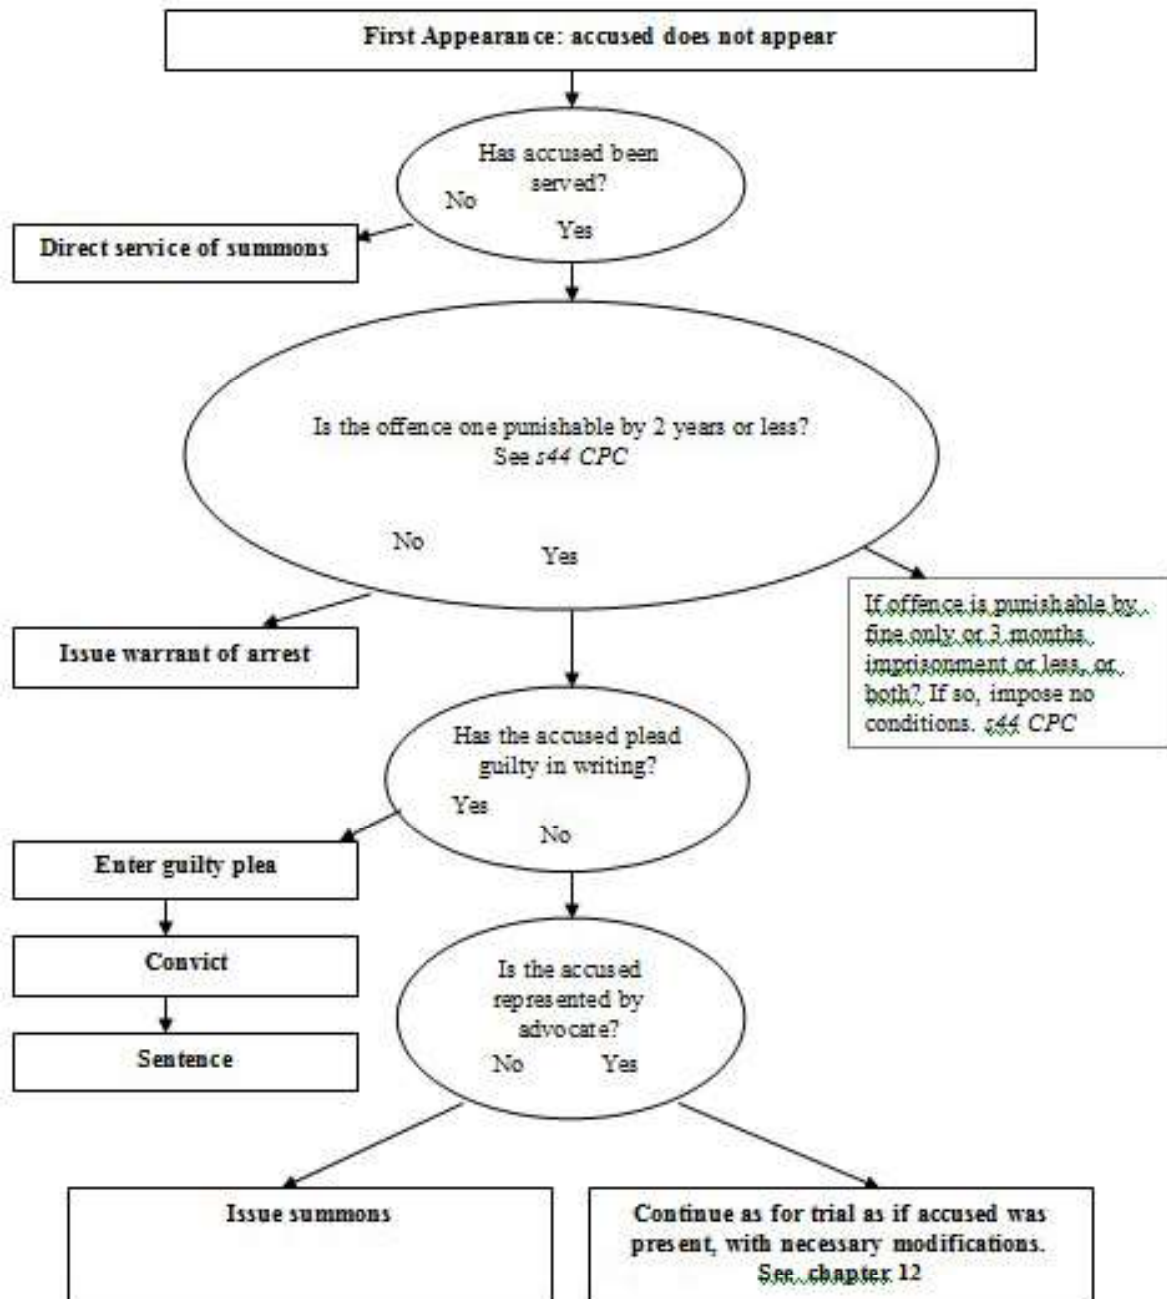 First Appearance: accused does not appear
Has accused been
served?
No
Yes
Direct service of summons
Is the offence one punishable by 2 years or less?
See s44 CPC
No
Yes
If offence is punishable by
fine only or 3 months
imprisonment or less, or
both? If so, impose no
conditions. s44 CPC
Issue warrant of arrest
Has the accused plead
guilty in writing?
Yes
No
Enter guilty plea
Convict
Sentence
Is the accused
represented by
advocate?
No Yes
Issue summons
Continue as for trial as if accused was
present, with necessary modifications.
See chapter 12